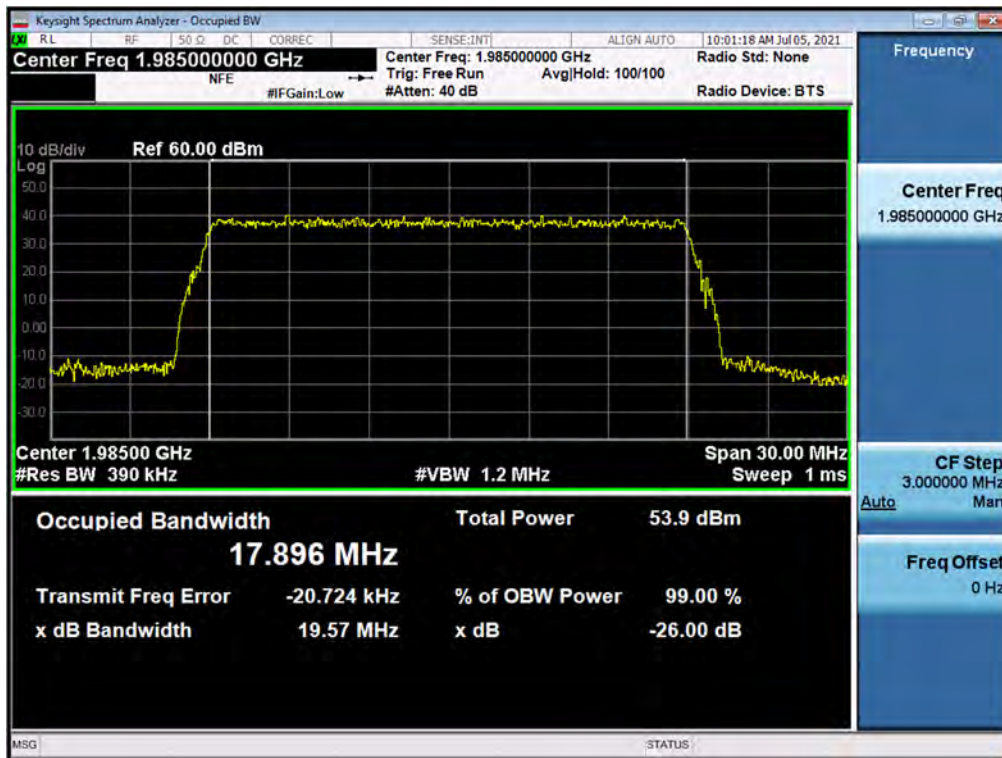 Keysight Spectrum Analyzer - Occupied BW
LXI RL RF 50 Ω DC CORREC SENSE:INT ALIGN AUTO 10:01:18 AM Jul 05, 2021
Center Freq 1.985000000 GHz
Center Freq: 1.985000000 GHz
Radio Std: None
NFE
Trig: Free Run Avg|Hold: 100/100
#IFGain:Low
#Atten: 40 dB
Radio Device: BTS
10 dB/div Ref 60.00 dBm
Log
50.0
40.0
30.0
20.0
10.0
0.00
-10.0
-20.0
-30.0
Center 1.98500 GHz Span 30.00 MHz
#Res BW 390 kHz #VBW 1.2 MHz Sweep 1 ms
Occupied Bandwidth Total Power 53.9 dBm
17.896 MHz
Transmit Freq Error -20.724 kHz % of OBW Power 99.00 %
x dB Bandwidth 19.57 MHz x dB -26.00 dB
Frequency
Center Freq
1.985000000 GHz
CF Step
3.000000 MHz
Auto Man
Freq Offset
0 Hz
MSG STATUS